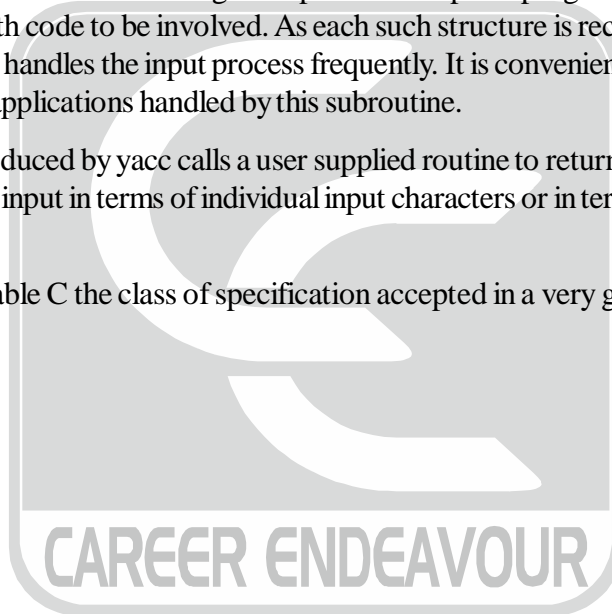 th code to be involved. As each such structure is rec
handles the input process frequently. It is convenien
applications handled by this subroutine.
duced by yacc calls a user supplied routine to return
input in terms of individual input characters or in ter
able C the class of specification accepted in a very g
CAREER ENDEAVOUR